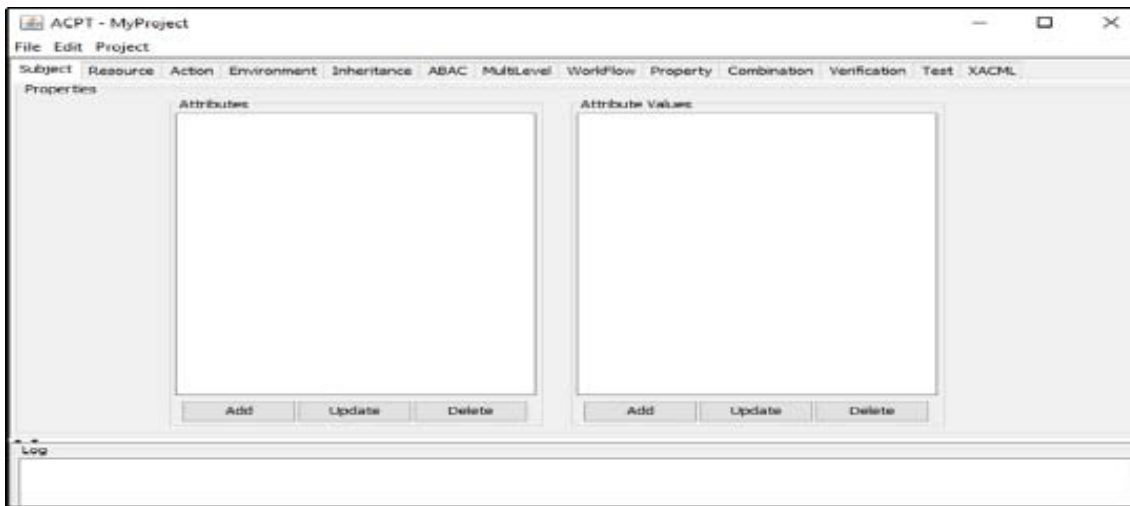 ACPT - MyProject
File Edit Project
Subject Resource Action Environment Inheritance ABAC MultiLevel WorkFlow Property Combination Verification Test XACML
Properties
Attributes Attribute Values
Add Update Delete Add Update Delete
Log